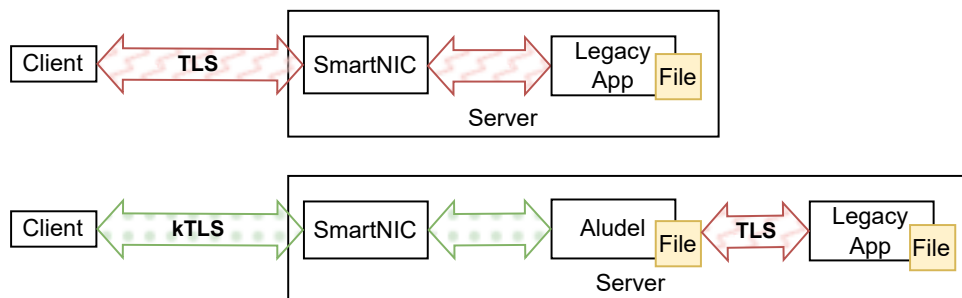 Client
TLS
SmartNIC
Legacy
App
File
Server
Client
kTLS
SmartNIC
Aludel
File
TLS
Legacy
App
File
Server